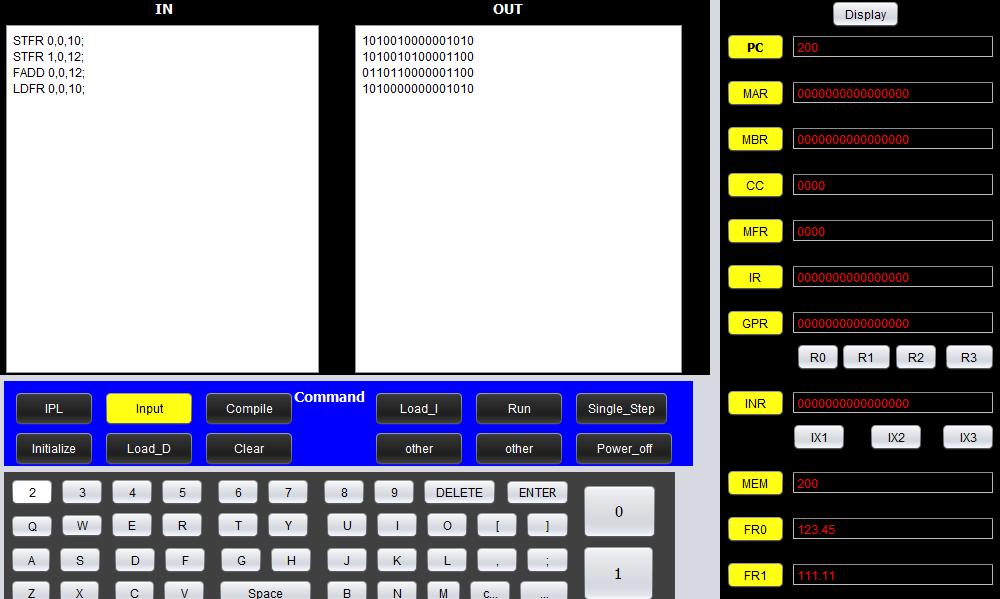 IN
STFR 0,0,10;
STFR 1,0,12;
FADD 0,0,12;
LDFR 0,0,10;
OUT
1010010000001010
1010010100001100
0110110000001100
1010000000001010
Command
IPL Input Compile Load_I Run Single_Step
Initialize Load_D Clear other other Power_off
2 3 4 5 6 7 8 9 DELETE ENTER
0
Q W E R T Y U I O [ ]
A S D F G H J K L , ;
1
Z X C V Space B N M c... ...
Display
PC 200
MAR 0000000000000000
MBR 0000000000000000
CC 0000
MFR 0000
IR 0000000000000000
GPR 0000000000000000
R0 R1 R2 R3
INR 0000000000000000
IX1 IX2 IX3
MEM 200
FR0 123.45
FR1 111.11